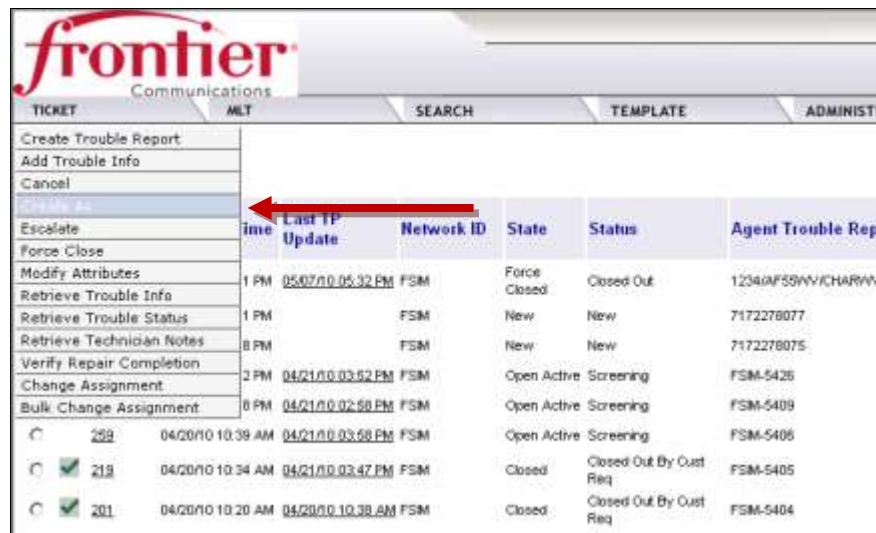 frontier
Communications
TICKET MLT SEARCH TEMPLATE ADMINIST
Create Trouble Report
Add Trouble Info
Cancel
Create As
Escalate
Force Close
Modify Attributes
Retrieve Trouble Info
Retrieve Trouble Status
Retrieve Technician Notes
Verify Repair Completion
Change Assignment
Bulk Change Assignment
ime Last TP Update Network ID State Status Agent Trouble Rep
1 PM 05/07/10 05:32 PM FSIM Force Closed Closed Out
1 PM FSIM New New 7172278077
8 PM FSIM New New 7172278075
2 PM 04/21/10 03:52 PM FSIM Open Active Screening FSIM-5426
8 PM 04/21/10 02:58 PM FSIM Open Active Screening FSIM-5409
259 04/20/10 10:39 AM 04/21/10 03:58 PM FSIM Open Active Screening FSIM-5406
219 04/20/10 10:34 AM 04/21/10 03:47 PM FSIM Closed Closed Out By Cust Req FSIM-5405
201 04/20/10 10:20 AM 04/20/10 10:38 AM FSIM Closed Closed Out By Cust Req FSIM-5404